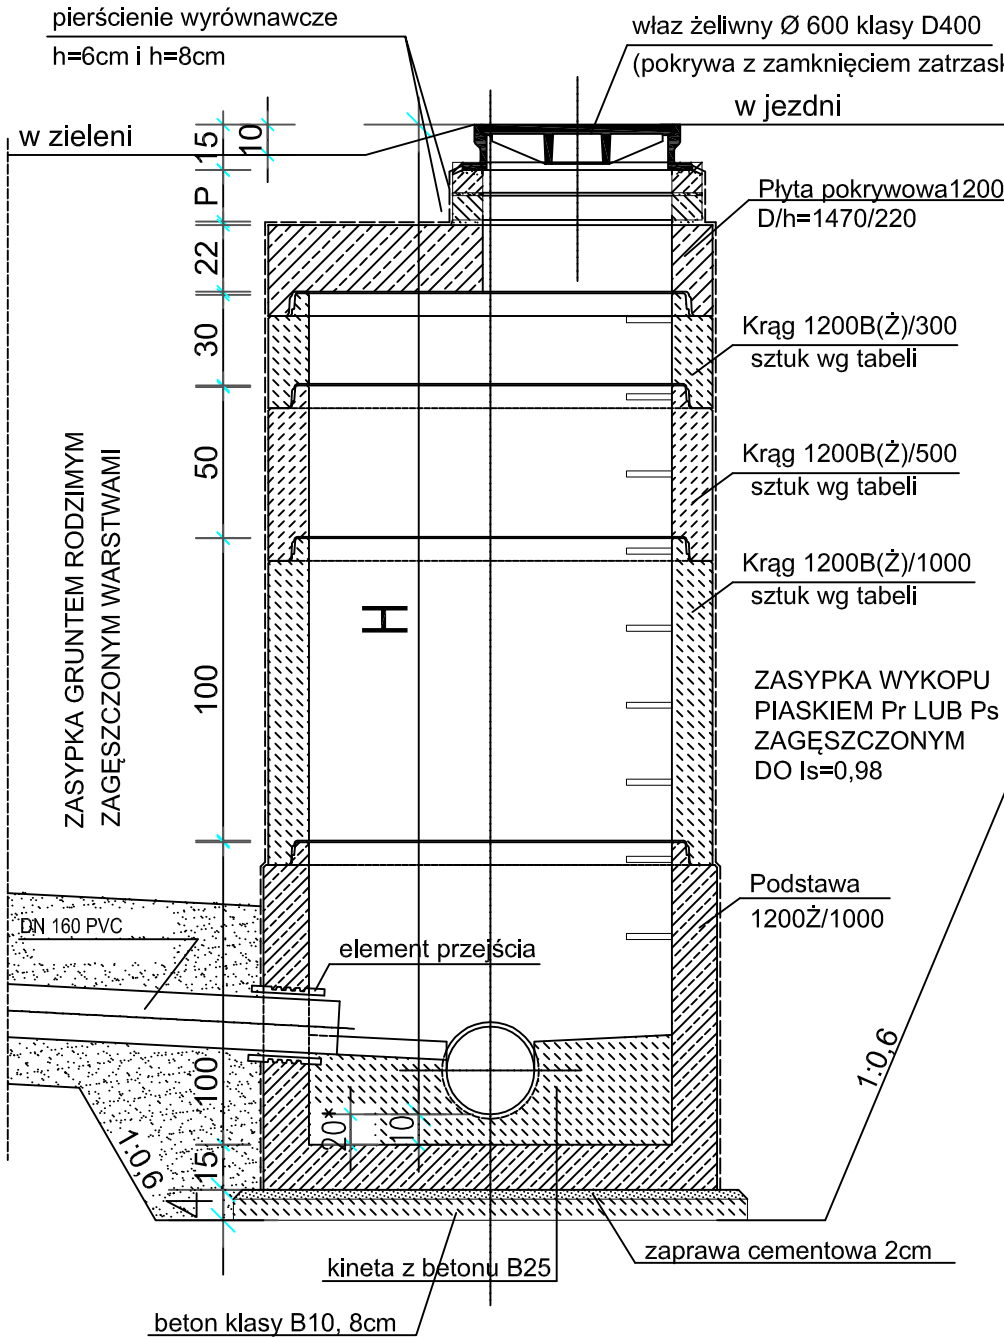 pierścienie wyrównawcze
h=6cm i h=8cm
właz żeliwny Ø 600 klasy D400
(pokrywa z zamknięciem zatrzask
w jezdni
w zieleni
15
10
P
22
30
50
100
100
15
H
20*
10
Płyta pokrywowa1200
D/h=1470/220
Krąg 1200B(Ż)/300
sztuk wg tabeli
Krąg 1200B(Ż)/500
sztuk wg tabeli
Krąg 1200B(Ż)/1000
sztuk wg tabeli
ZASYPKA GRUNTEM RODZIMYM
ZAGĘSZCZONYM WARSTWAMI
ZASYPKA WYKOPU
PIASKIEM Pr LUB Ps
ZAGĘSZCZONYM
DO Is=0,98
Podstawa
1200Ż/1000
DN 160 PVC
element przejścia
1:0,6
1:0,6
zaprawa cementowa 2cm
kineta z betonu B25
beton klasy B10, 8cm